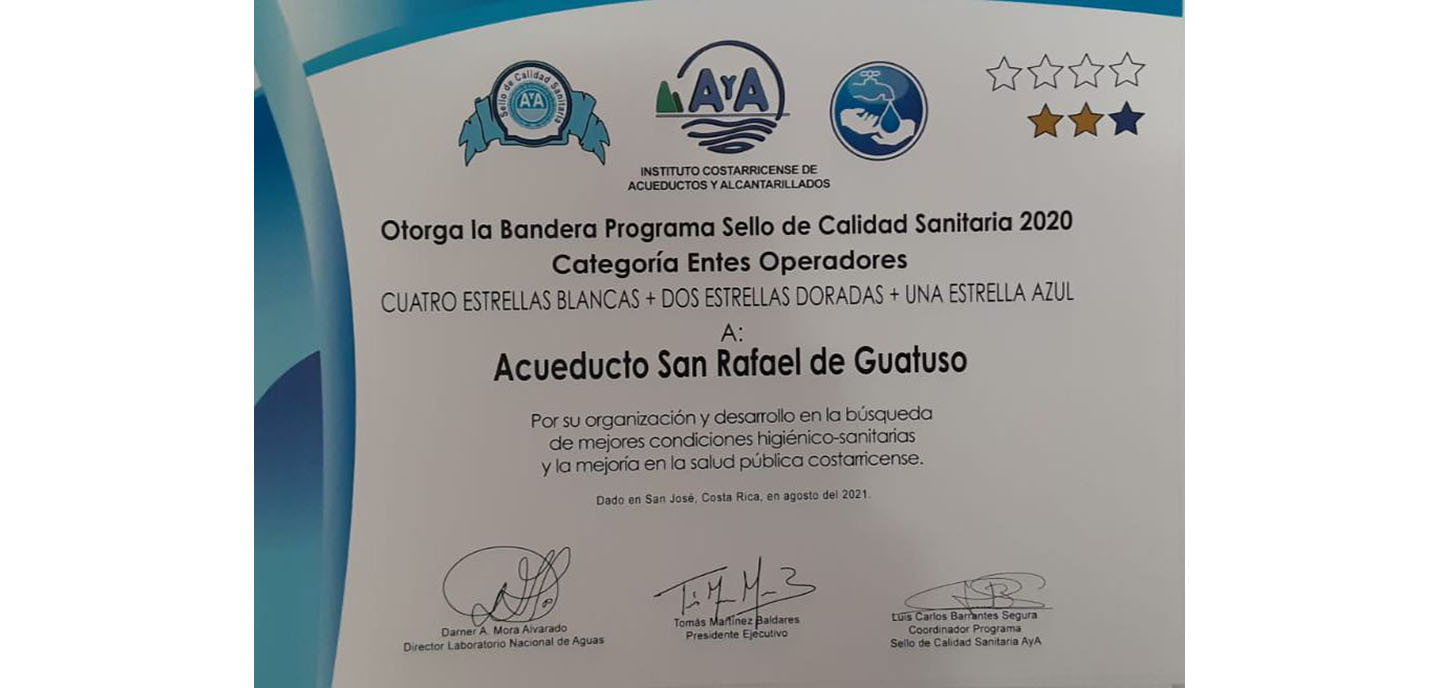 Sello de Calidad Sanitaria
AYA
AYA
INSTITUTO COSTARRICENSE DE
ACUEDUCTOS Y ALCANTARILLADOS
Otorga la Bandera Programa Sello de Calidad Sanitaria 2020
Categoría Entes Operadores
CUATRO ESTRELLAS BLANCAS + DOS ESTRELLAS DORADAS + UNA ESTRELLA AZUL
A:
Acueducto San Rafael de Guatuso
Por su organización y desarrollo en la búsqueda
de mejores condiciones higiénico-sanitarias
y la mejoría en la salud pública costarricense.
Dado en San José, Costa Rica, en agosto del 2021.
Darner A. Mora Alvarado
Director Laboratorio Nacional de Aguas
Tomás Martínez Baldares
Presidente Ejecutivo
Luis Carlos Barrantes Segura
Coordinador Programa
Sello de Calidad Sanitaria AyA